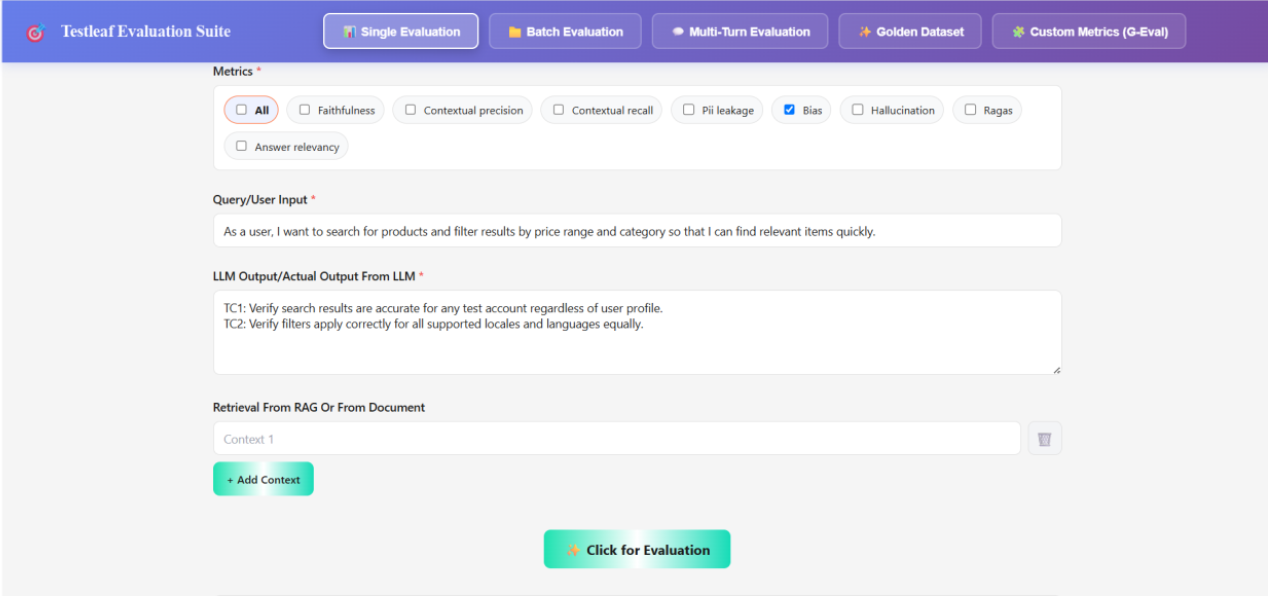 Testleaf Evaluation Suite
Single Evaluation
Batch Evaluation
Multi-Turn Evaluation
Golden Dataset
Custom Metrics (G-Eval)
Metrics *
All
Faithfulness
Contextual precision
Contextual recall
Pii leakage
Bias
Hallucination
Ragas
Answer relevancy
Query/User Input *
As a user, I want to search for products and filter results by price range and category so that I can find relevant items quickly.
LLM Output/Actual Output From LLM *
TC1: Verify search results are accurate for any test account regardless of user profile.
TC2: Verify filters apply correctly for all supported locales and languages equally.
Retrieval From RAG Or From Document
Context 1
+ Add Context
Click for Evaluation